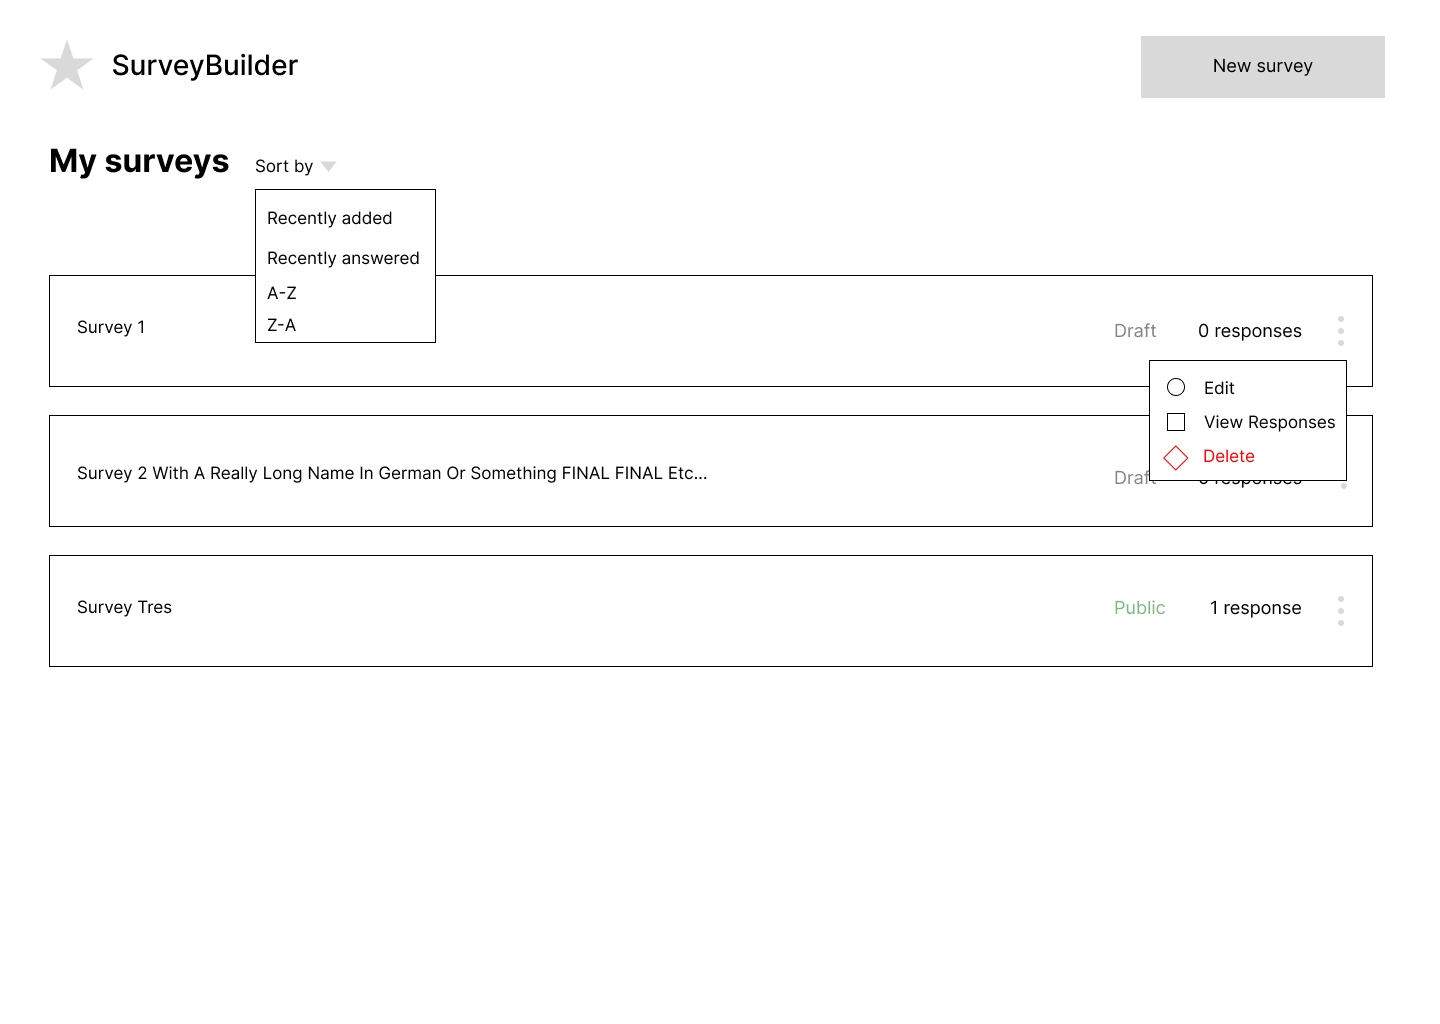 SurveyBuilder
New survey
My surveys
Sort by
Recently added
Recently answered
A-Z
Z-A
Survey 1
Draft
0 responses
Edit
View Responses
Delete
Survey 2 With A Really Long Name In German Or Something FINAL FINAL Etc...
Draft
responses
Survey Tres
Public
1 response